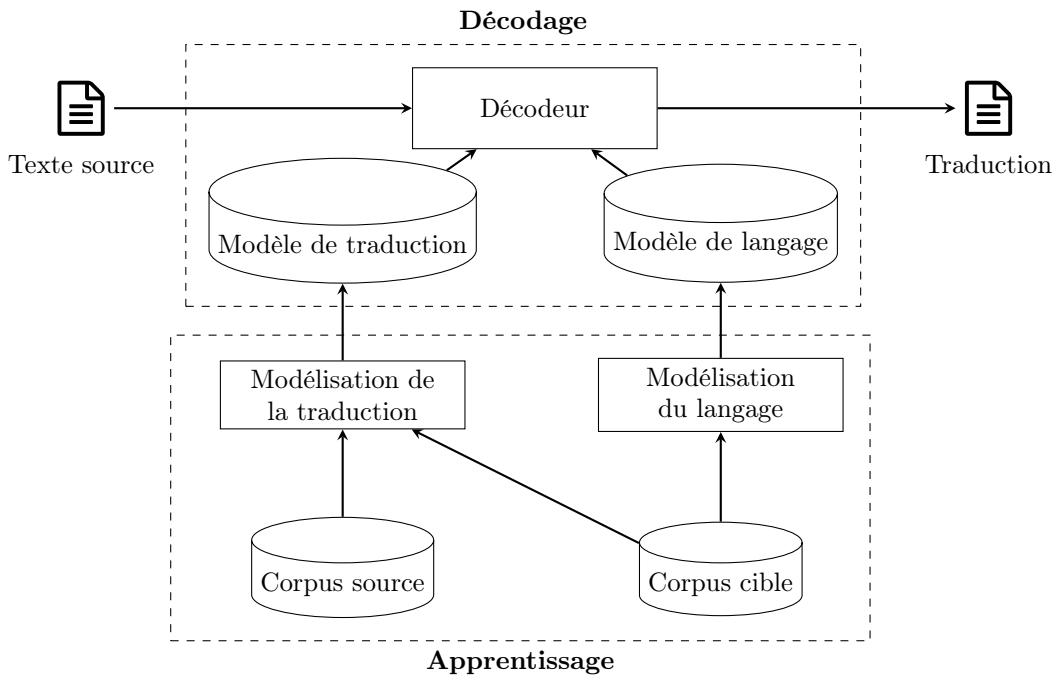 Décodage
Décodeur
Texte source
Traduction
Modèle de traduction
Modèle de langage
Modélisation de
la traduction
Modélisation
du langage
Corpus source
Corpus cible
Apprentissage